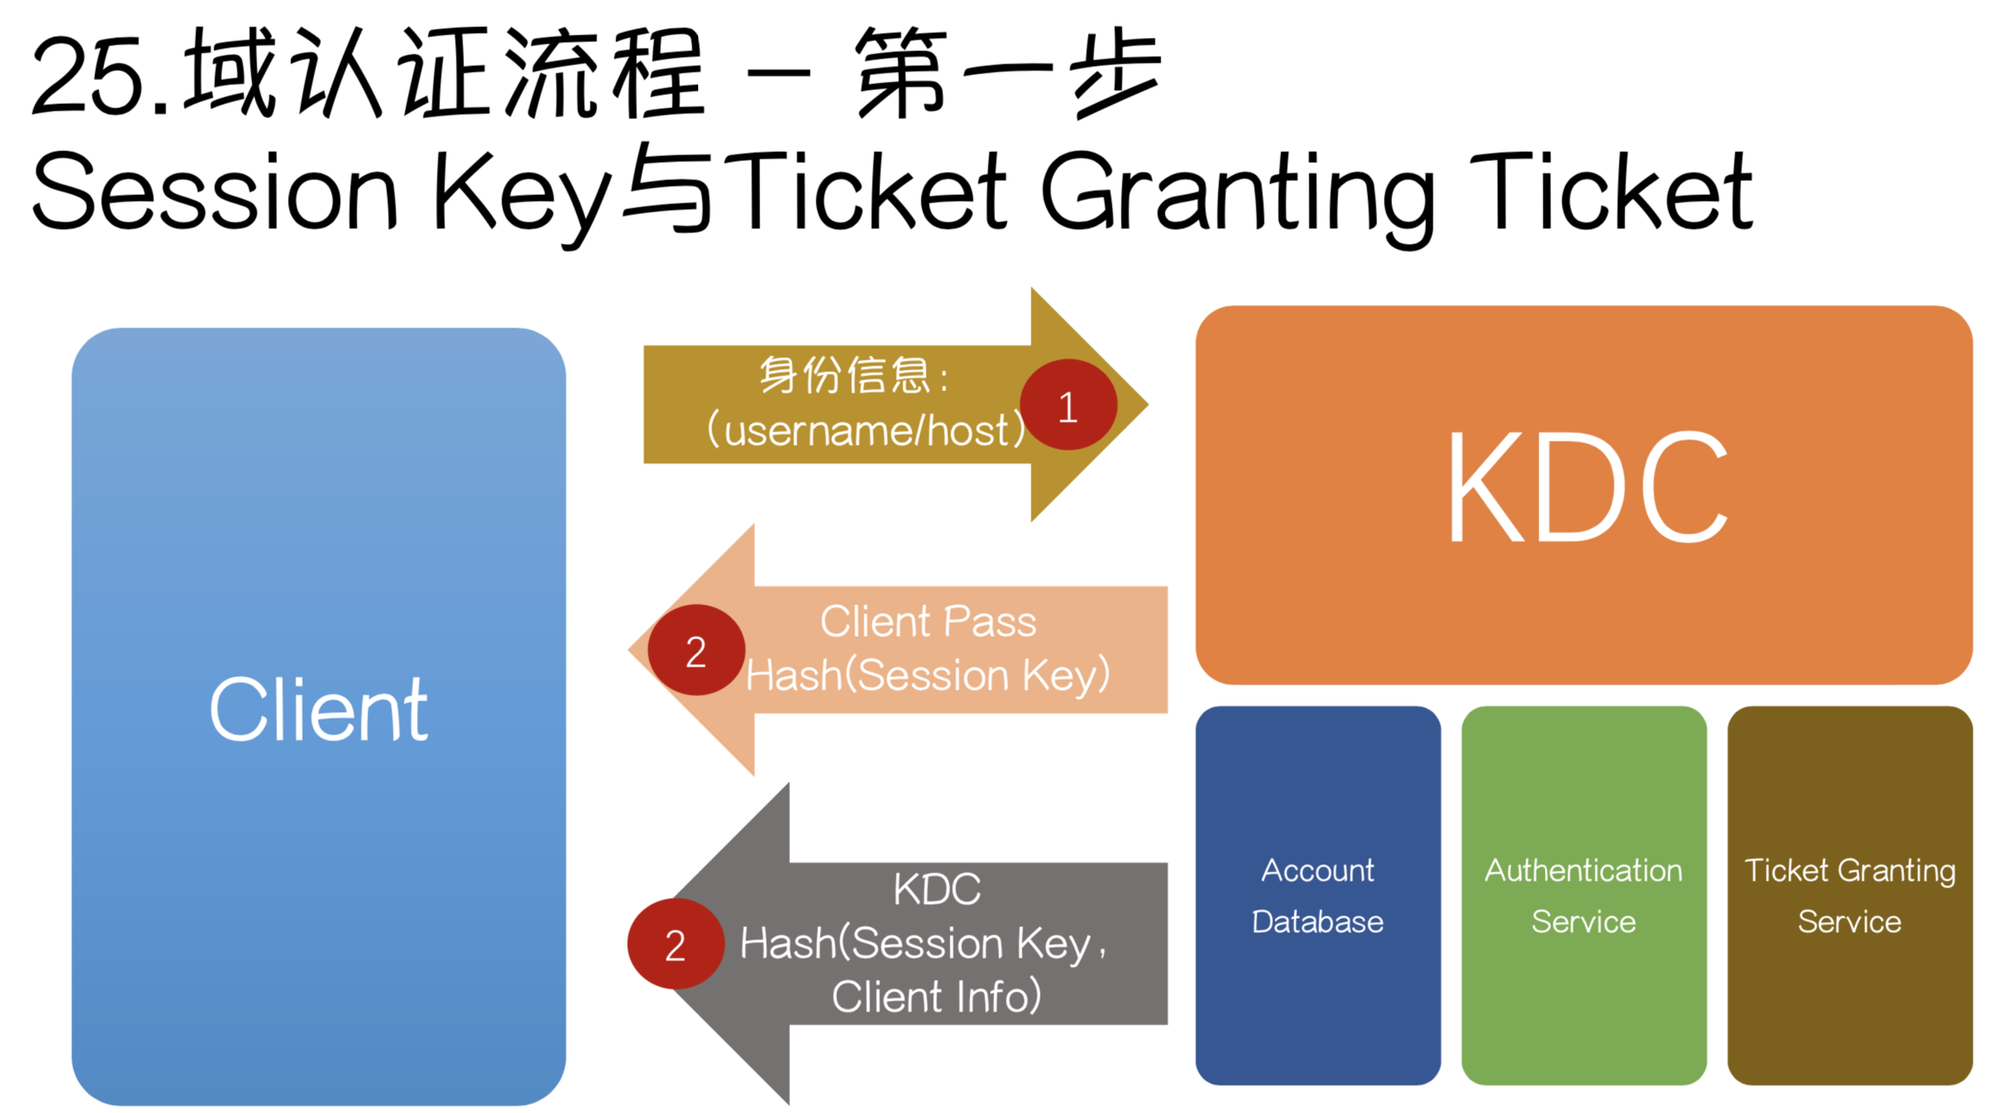 25.域认证流程 – 第一步
Session Key与Ticket Granting Ticket
身份信息：
（username/host）
1
KDC
Client Pass
Hash(Session Key)
2
Client
KDC
Hash(Session Key，
Client Info)
2
Account
Database
Authentication
Service
Ticket Granting
Service